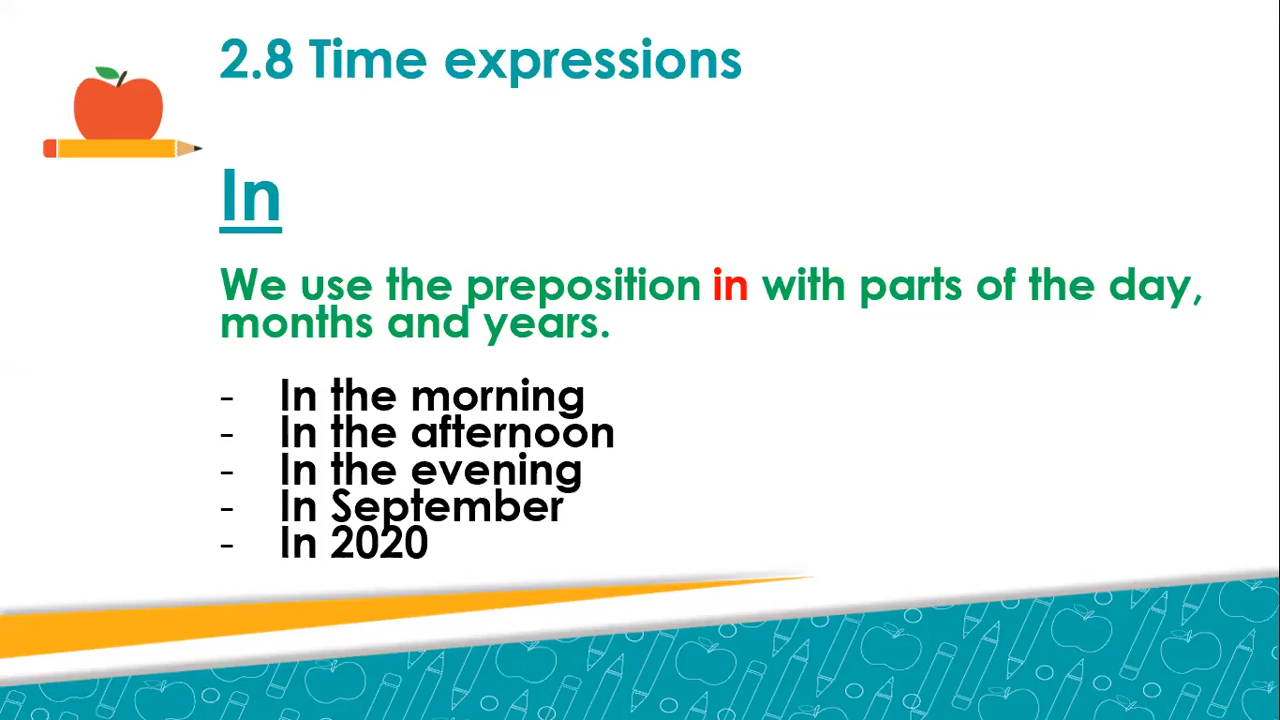 2.8 Time expressions
In
We use the preposition in with parts of the day,
months and years.
- In the morning
- In the afternoon
- In the evening
- In September
- In 2020